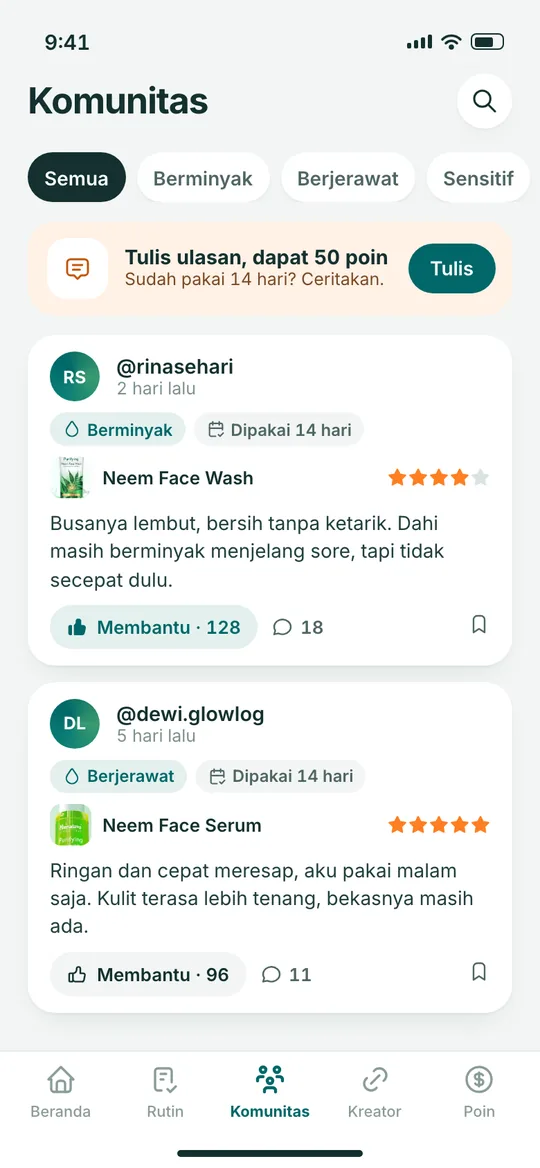 9:41
Komunitas
Semua
Berminyak
Berjerawat
Sensitif
Tulis ulasan, dapat 50 poin
Sudah pakai 14 hari? Ceritakan.
Tulis
RS
@rinasehari
2 hari lalu
Berminyak
Dipakai 14 hari
Purifying
Neem Face Wash
Busanya lembut, bersih tanpa ketarik. Dahi
masih berminyak menjelang sore, tapi tidak
secepat dulu.
Membantu · 128
18
DL
@dewi.glowlog
5 hari lalu
Berjerawat
Dipakai 14 hari
Purifying
Neem Face Serum
Ringan dan cepat meresap, aku pakai malam
saja. Kulit terasa lebih tenang, bekasnya masih
ada.
Membantu · 96
11
Beranda
Rutin
Komunitas
Kreator
Poin